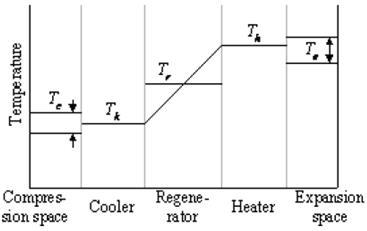 Temperature
T_c
T_k
T_r
T_h
T_e
Compres-
sion space
Cooler
Regene-
rator
Heater
Expansion
space